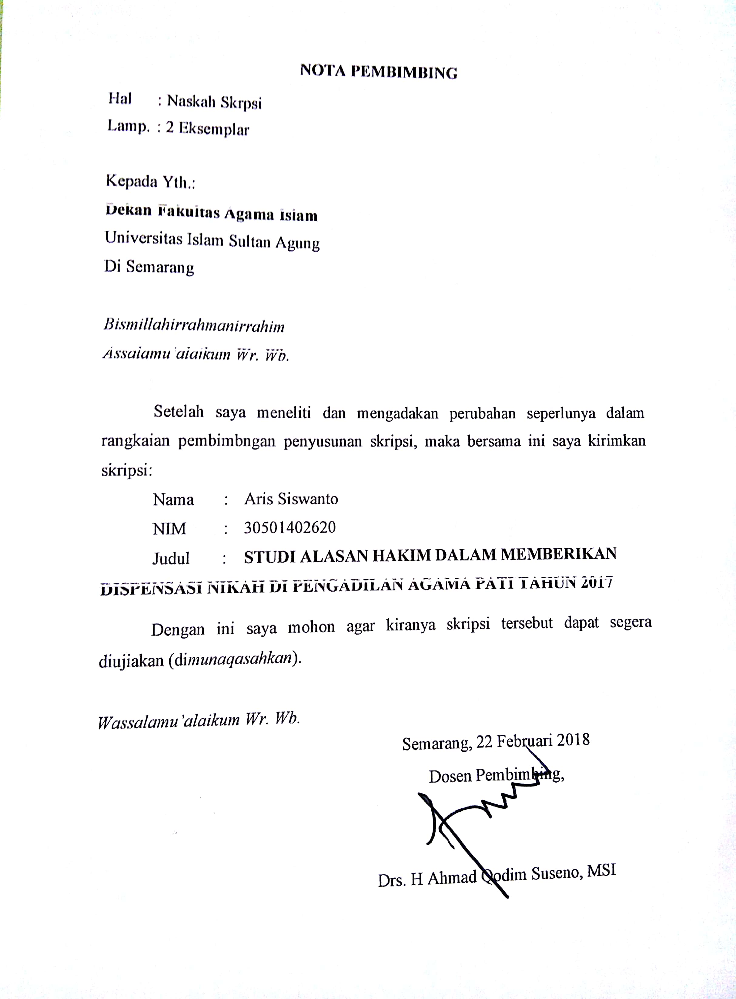 NOTA PEMBIMBING
Hal : Naskah Skrpsi
Lamp. : 2 Eksemplar
Kepada Yth.:
Dekan Fakultas Agama Islam
Universitas Islam Sultan Agung
Di Semarang
Bismillahirrahmanirrahim
Assalamu'alaikum Wr. Wb.
Setelah saya meneliti dan mengadakan perubahan seperlunya dalam
rangkaian pembimbngan penyusunan skripsi, maka bersama ini saya kirimkan
skripsi:
Nama : Aris Siswanto
NIM : 30501402620
Judul : STUDI ALASAN HAKIM DALAM MEMBERIKAN
DISPENSASI NIKAH DI PENGADILAN AGAMA PATI TAHUN 2017
Dengan ini saya mohon agar kiranya skripsi tersebut dapat segera
diujiakan (dimunaqasahkan).
Wassalamu'alaikum Wr. Wb.
Semarang, 22 Februari 2018
Dosen Pembimbing,
Drs. H Ahmad Qodim Suseno, MSI